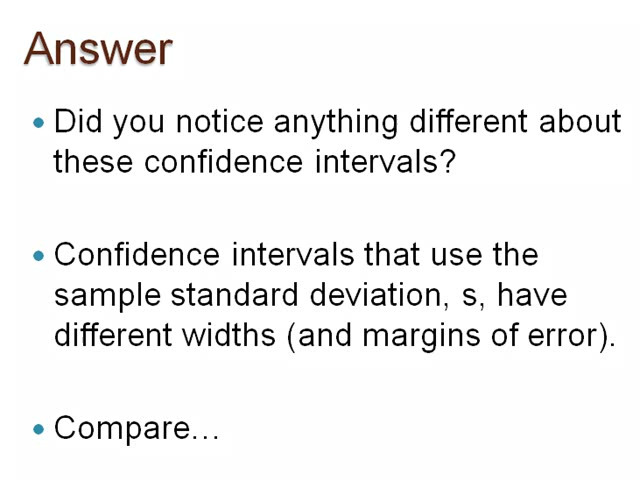 Answer
• Did you notice anything different about
these confidence intervals?
• Confidence intervals that use the
sample standard deviation, s, have
different widths (and margins of error).
• Compare...